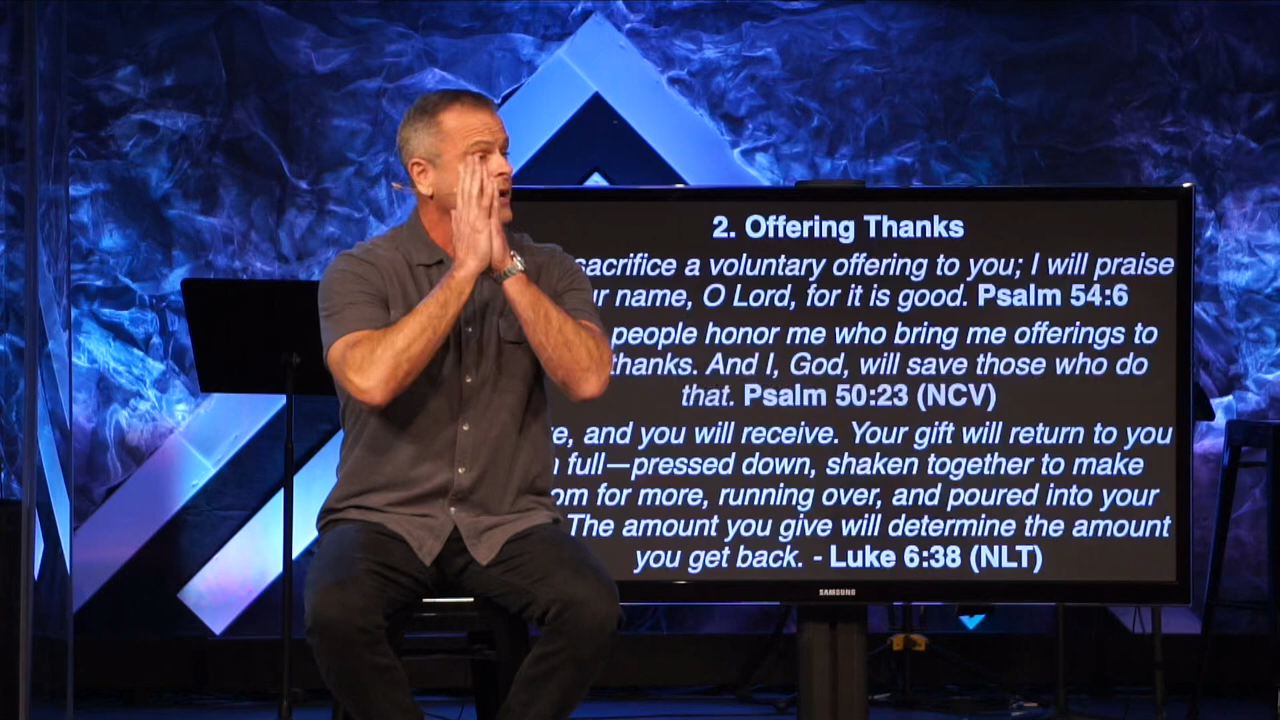 2. Offering Thanks
sacrifice a voluntary offering to you; I will praise
name, O Lord, for it is good. Psalm 54:6
people honor me who bring me offerings to
thanks. And I, God, will save those who do
that. Psalm 50:23 (NCV)
and you will receive. Your gift will return to you
full—pressed down, shaken together to make
for more, running over, and poured into your
The amount you give will determine the amount
you get back. - Luke 6:38 (NLT)
SAMSUNG